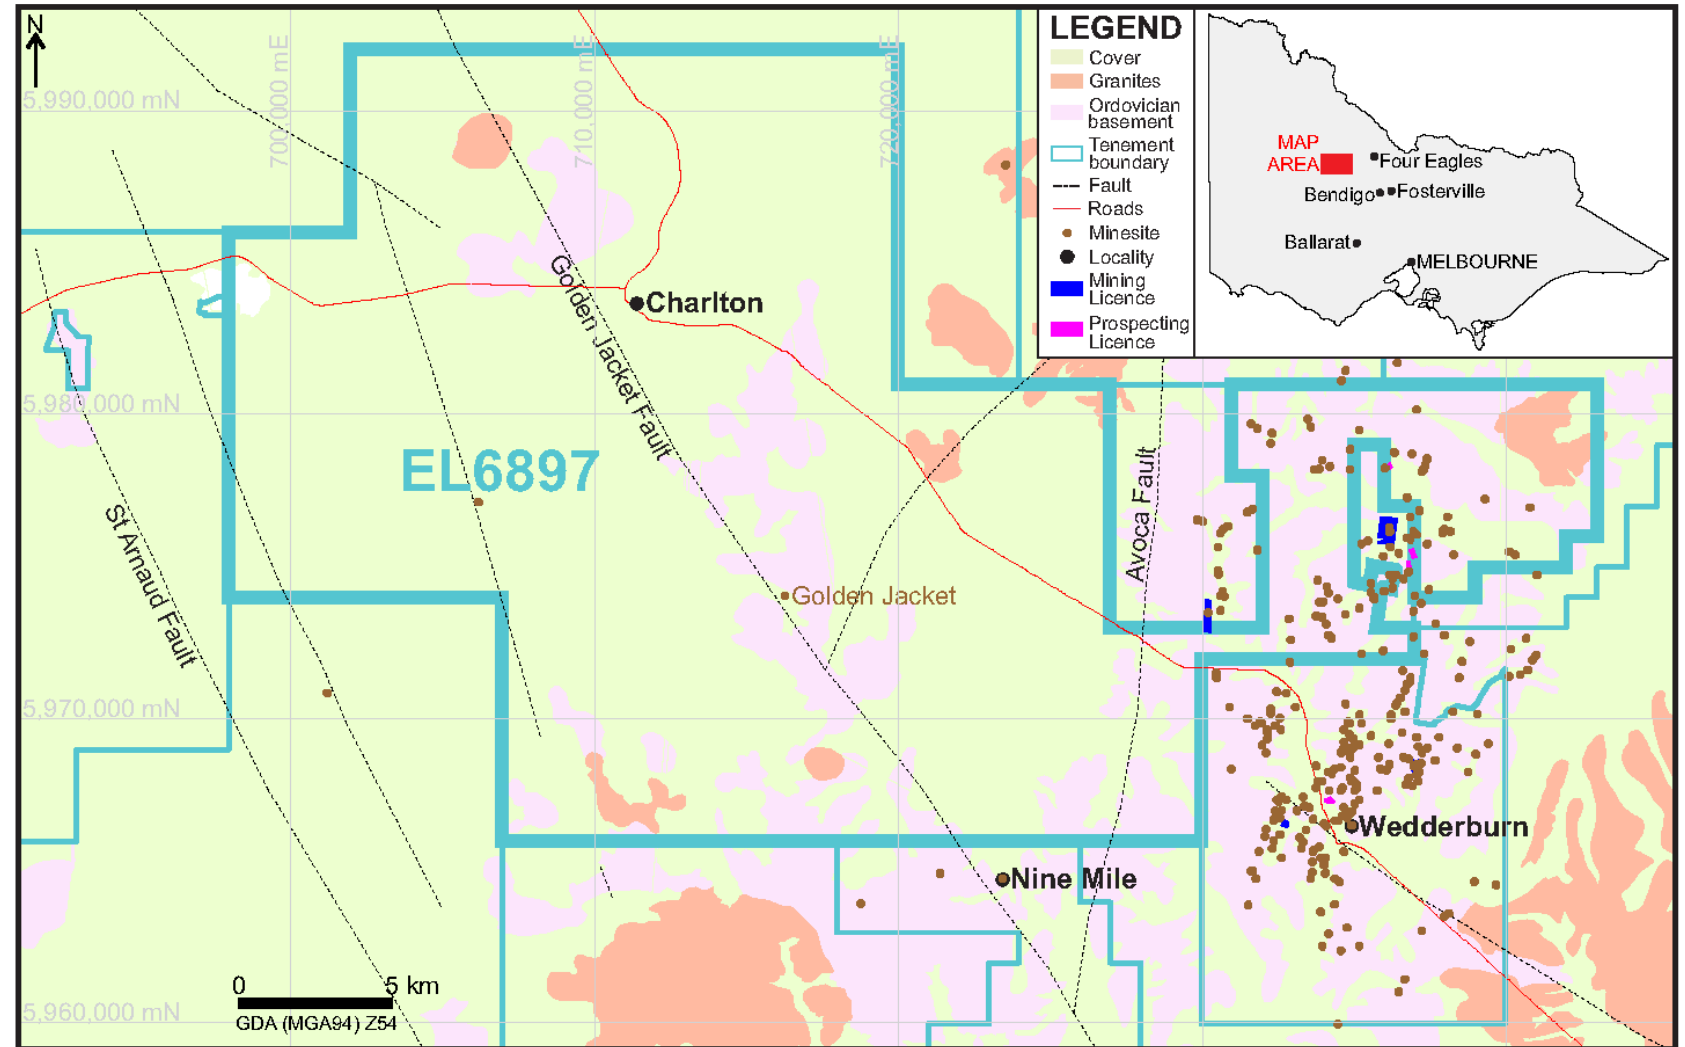 N
5,990,000 mN
5,980,000 mN
5,970,000 mN
5,960,000 mN
700,000 mE
710,000 mE
720,000 mE
Charlton
Golden Jacket Fault
EL6897
St Arnaud Fault
Avoca Fault
Golden Jacket
Wedderburn
Nine Mile
0 5 km
GDA (MGA94) Z54
LEGEND
Cover
Granites
Ordovician
basement
Tenement
boundary
Fault
Roads
Minesite
Locality
Mining
Licence
Prospecting
Licence
MAP
AREA
Four Eagles
Bendigo
Fosterville
Ballarat
MELBOURNE